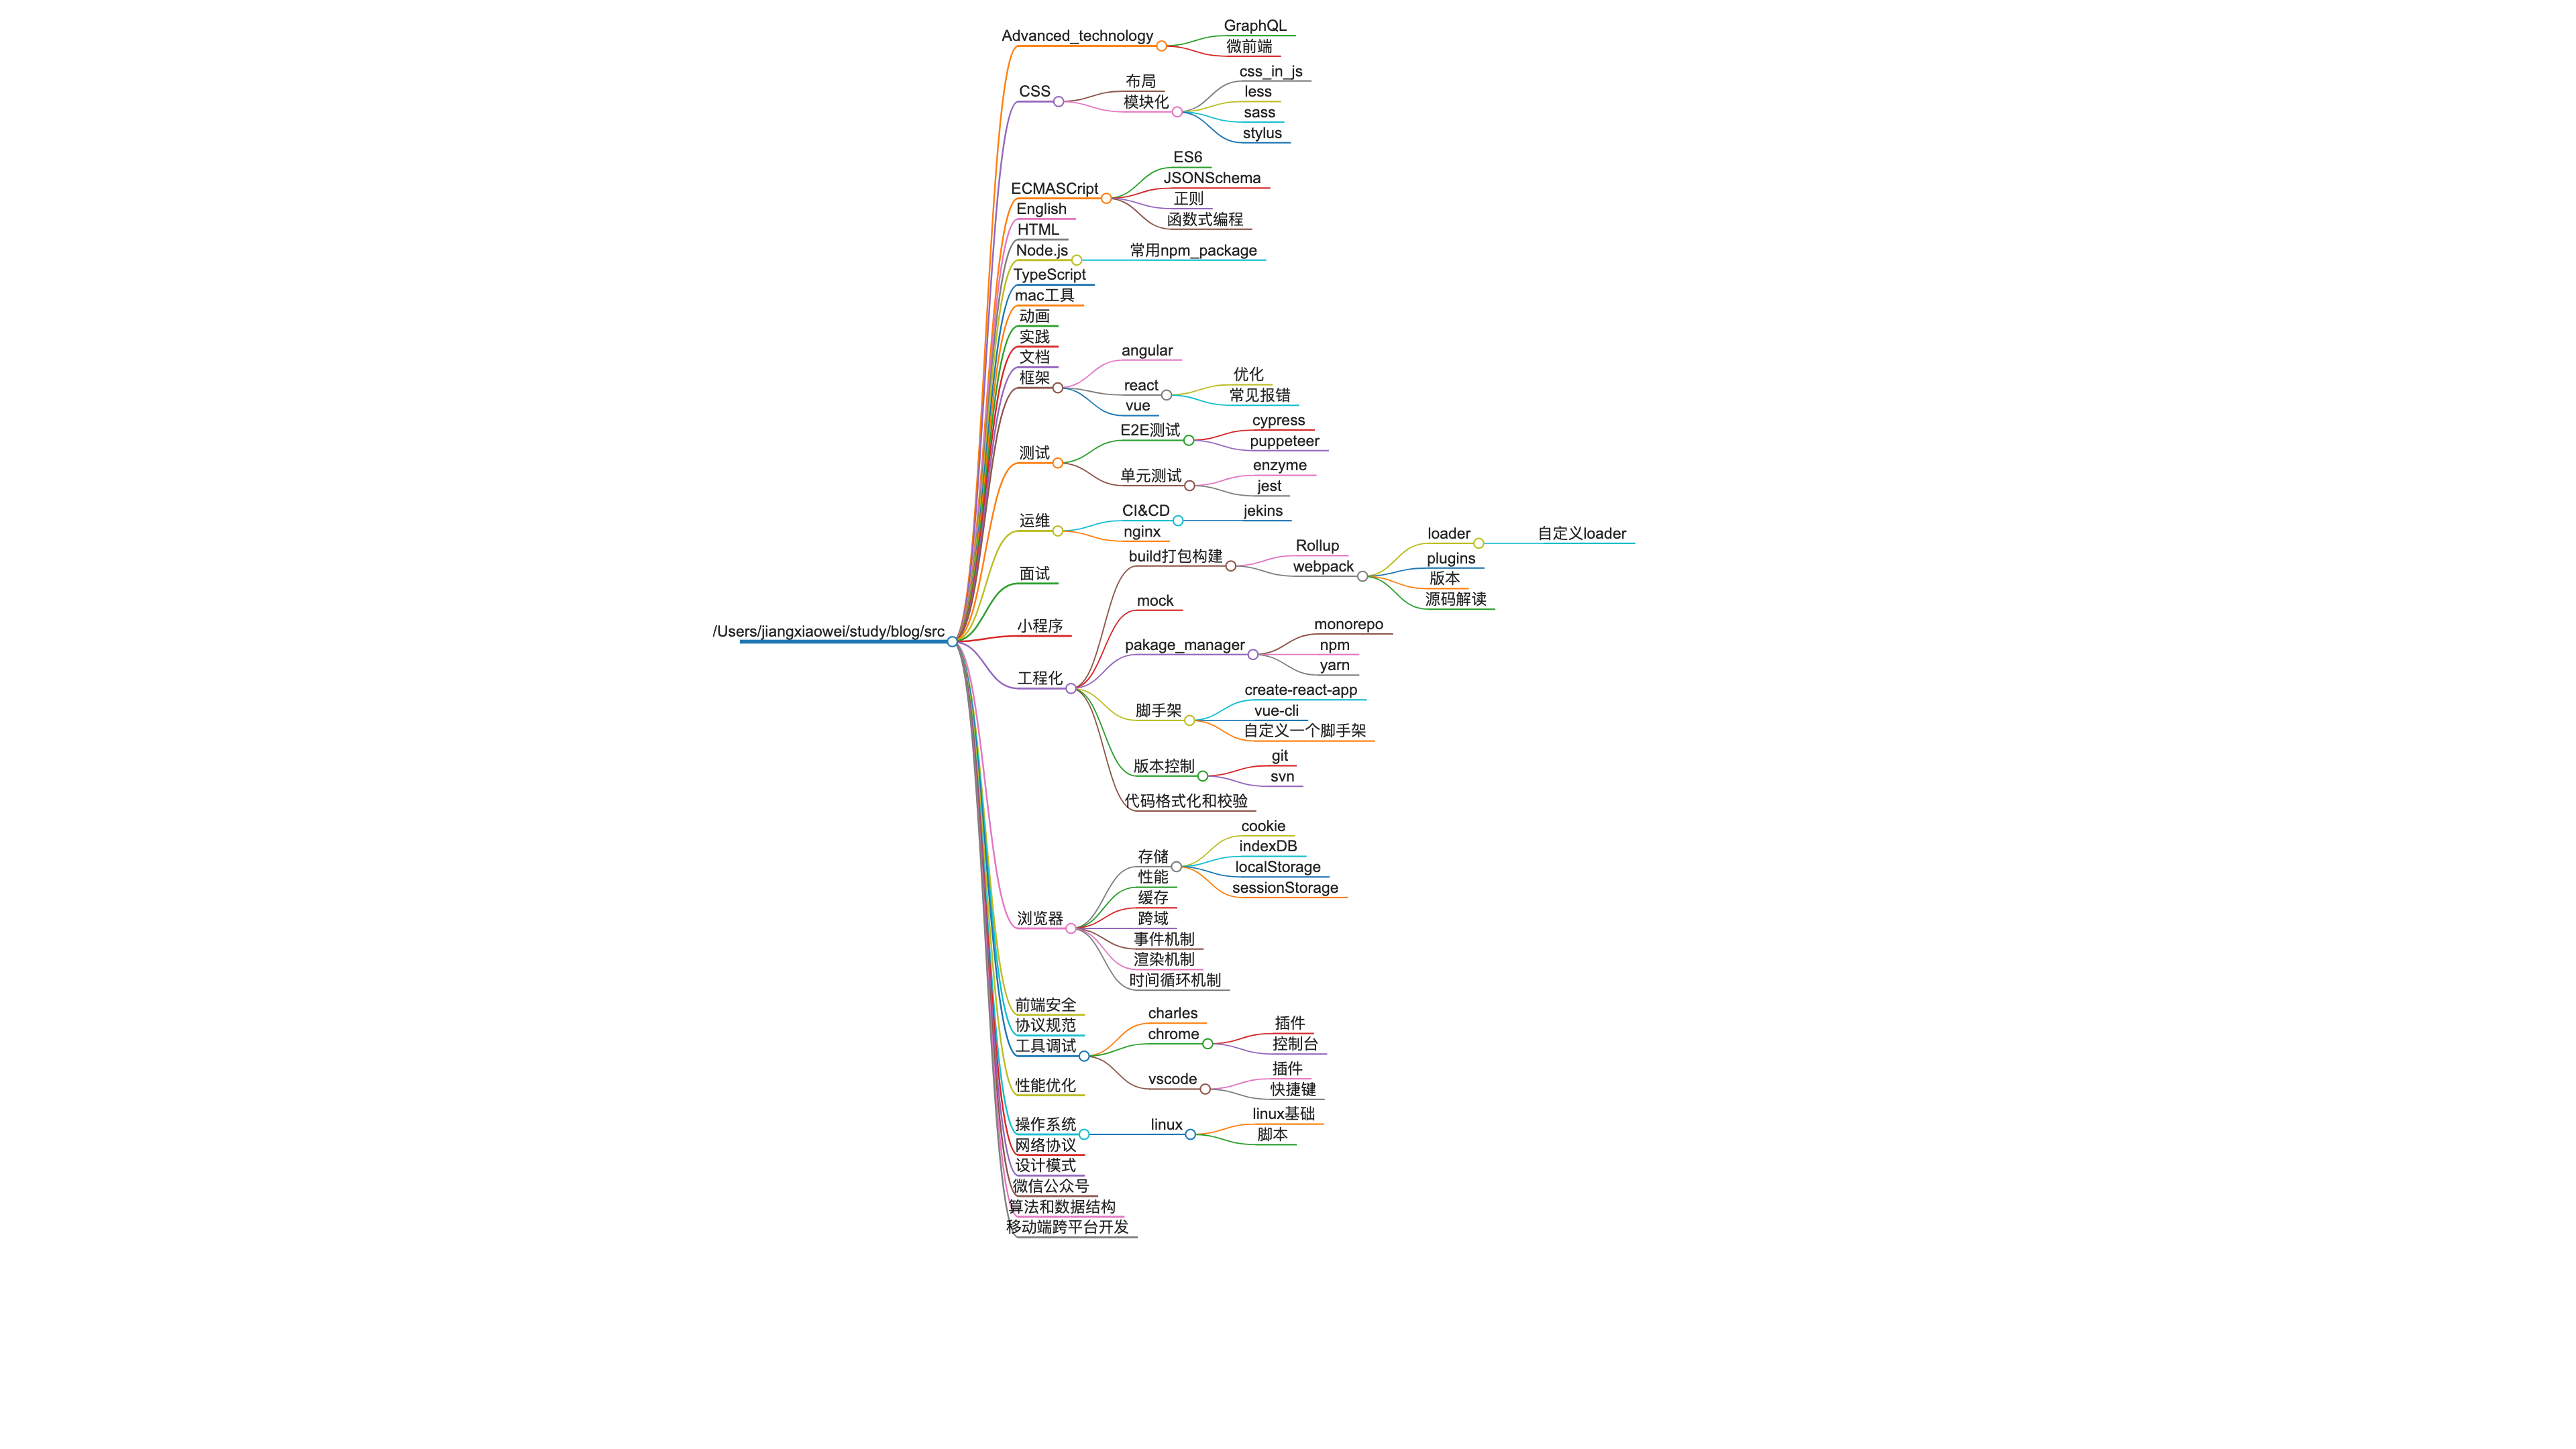 /Users/jiangxiaowei/study/blog/src
Advanced_technology
GraphQL
微前端
CSS
布局
模块化
css_in_js
less
sass
stylus
ECMASCript
ES6
JSONSchema
正则
函数式编程
English
HTML
Node.js
常用npm_package
TypeScript
mac工具
动画
实践
文档
框架
angular
react
优化
常见报错
vue
测试
E2E测试
cypress
puppeteer
单元测试
enzyme
jest
运维
CI&CD
jekins
nginx
面试
小程序
工程化
build打包构建
Rollup
webpack
loader
自定义loader
plugins
版本
源码解读
mock
pakage_manager
monorepo
npm
yarn
脚手架
create-react-app
vue-cli
自定义一个脚手架
版本控制
git
svn
代码格式化和校验
浏览器
存储
cookie
indexDB
localStorage
sessionStorage
性能
缓存
跨域
事件机制
渲染机制
时间循环机制
前端安全
协议规范
工具调试
charles
chrome
插件
控制台
vscode
插件
快捷键
性能优化
操作系统
linux
linux基础
脚本
网络协议
设计模式
微信公众号
算法和数据结构
移动端跨平台开发